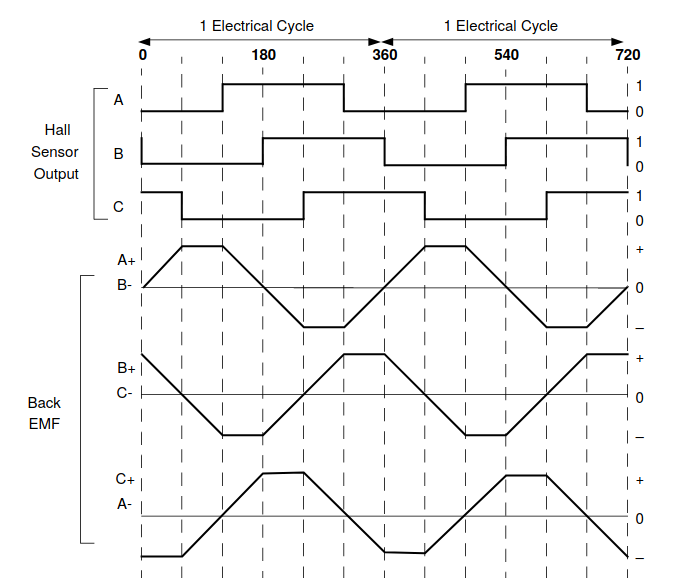 1 Electrical Cycle 1 Electrical Cycle
0 180 360 540 720
A 1
0
Hall
Sensor
Output
B 1
0
C 1
0
A+ +
B- 0
–
B+ +
C- 0
–
Back
EMF
C+ +
A- 0
–